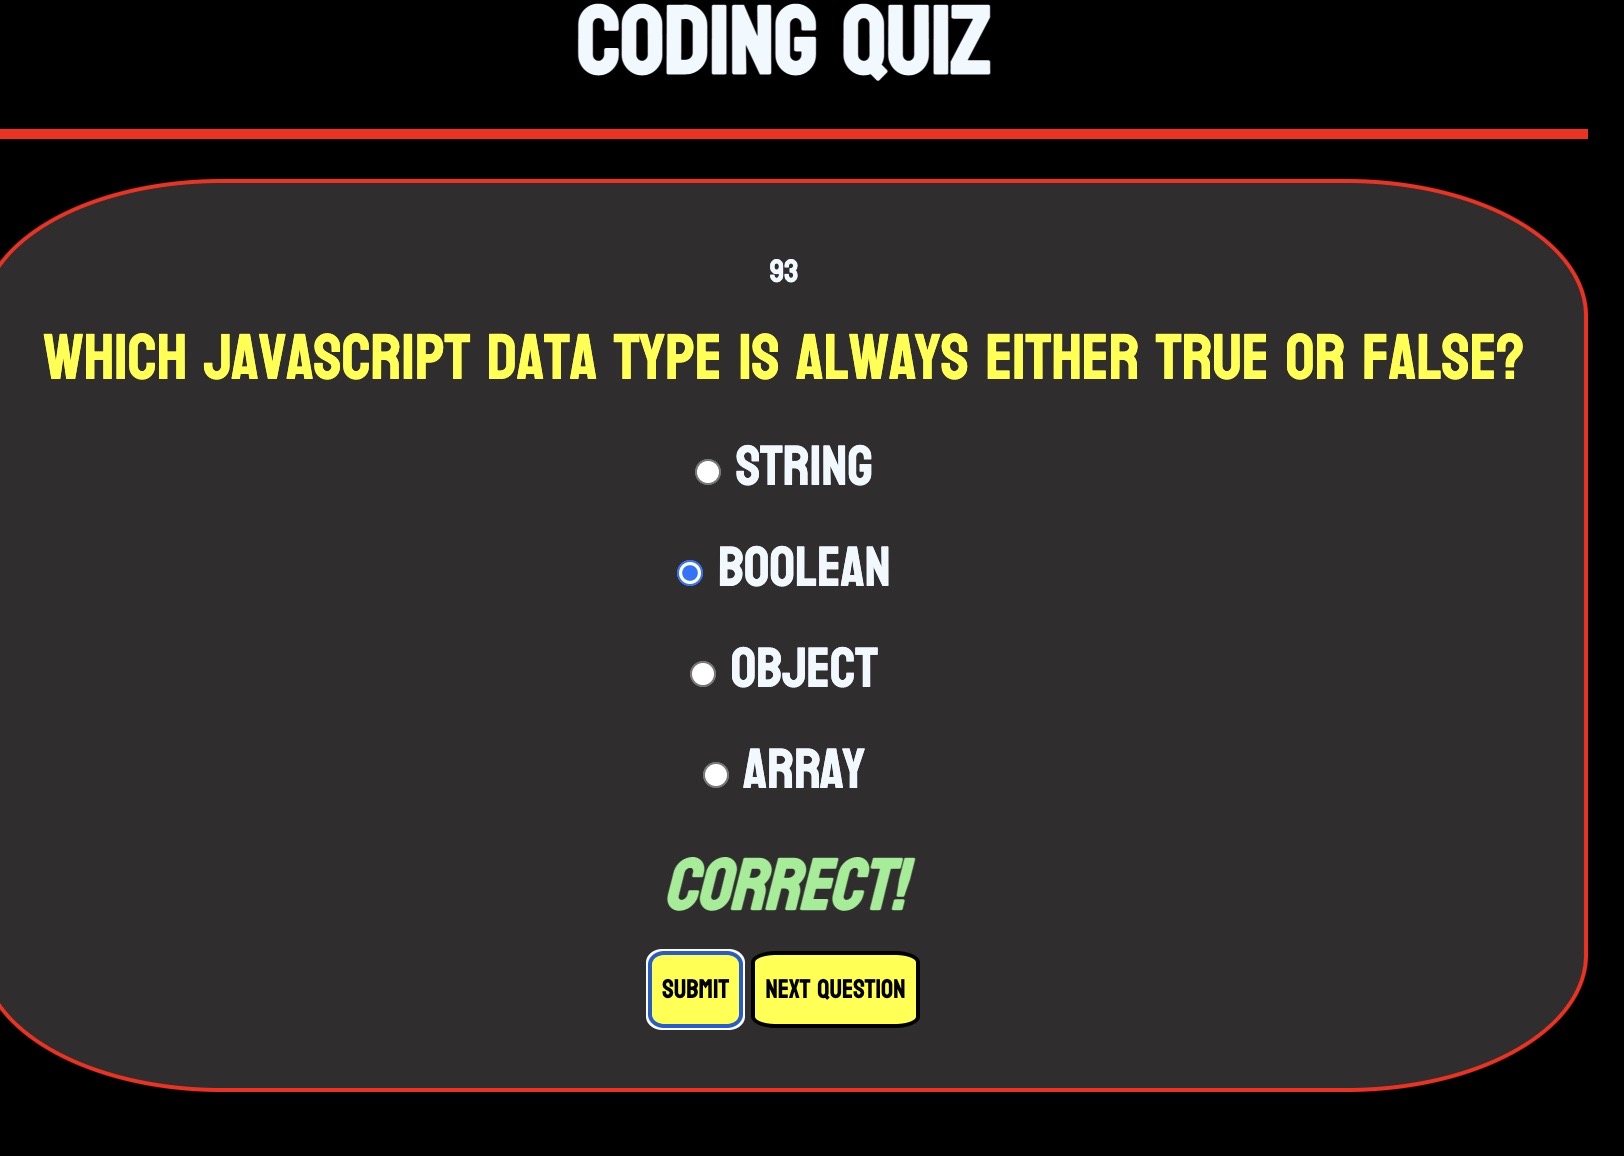 CODING QUIZ
93
WHICH JAVASCRIPT DATA TYPE IS ALWAYS EITHER TRUE OR FALSE?
STRING
BOOLEAN
OBJECT
ARRAY
CORRECT!
SUBMIT NEXT QUESTION